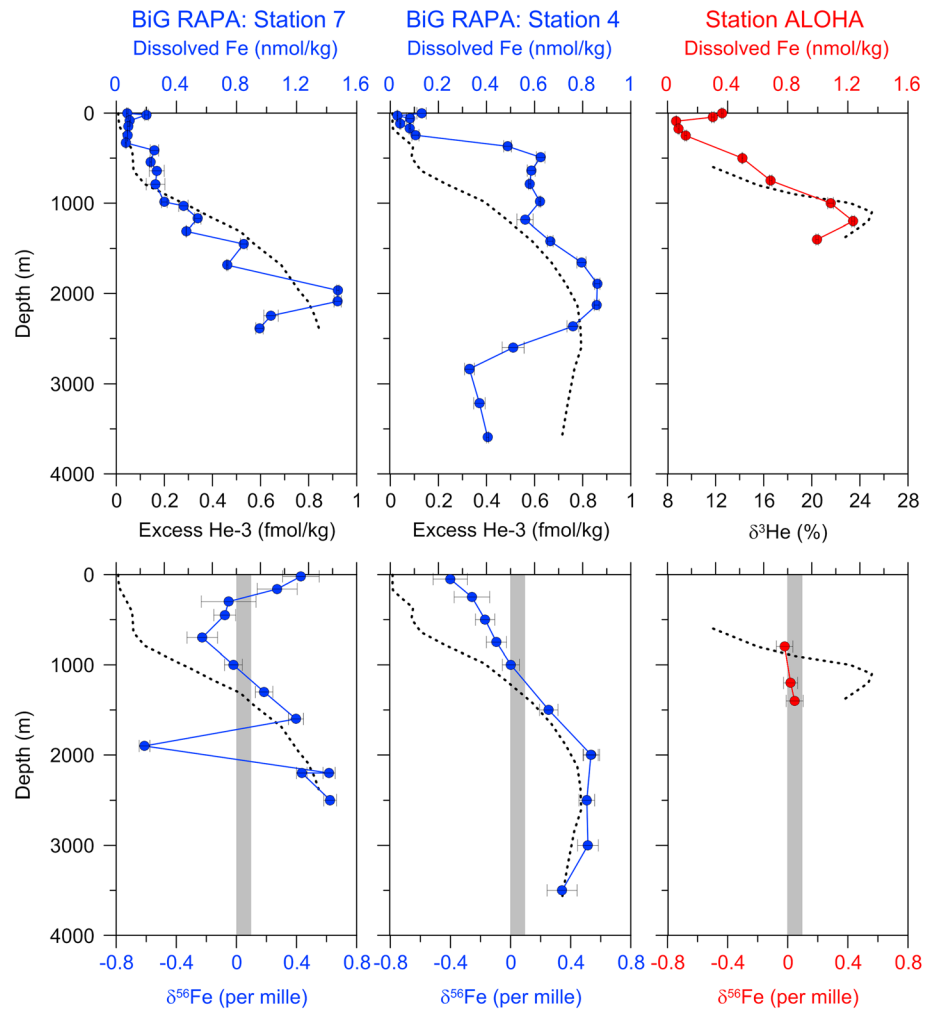 BiG RAPA: Station 7
Dissolved Fe (nmol/kg)
0 0.4 0.8 1.2 1.6
BiG RAPA: Station 4
Dissolved Fe (nmol/kg)
0 0.2 0.4 0.6 0.8 1
Station ALOHA
Dissolved Fe (nmol/kg)
0 0.4 0.8 1.2 1.6
Depth (m)
0
1000
2000
3000
4000
0 0.2 0.4 0.6 0.8 1
Excess He-3 (fmol/kg)
0 0.2 0.4 0.6 0.8 1
Excess He-3 (fmol/kg)
8 12 16 20 24 28
δ³He (%)
Depth (m)
0
1000
2000
3000
4000
-0.8 -0.4 0 0.4 0.8
δ⁵⁶Fe (per mille)
-0.8 -0.4 0 0.4 0.8
δ⁵⁶Fe (per mille)
-0.8 -0.4 0 0.4 0.8
δ⁵⁶Fe (per mille)